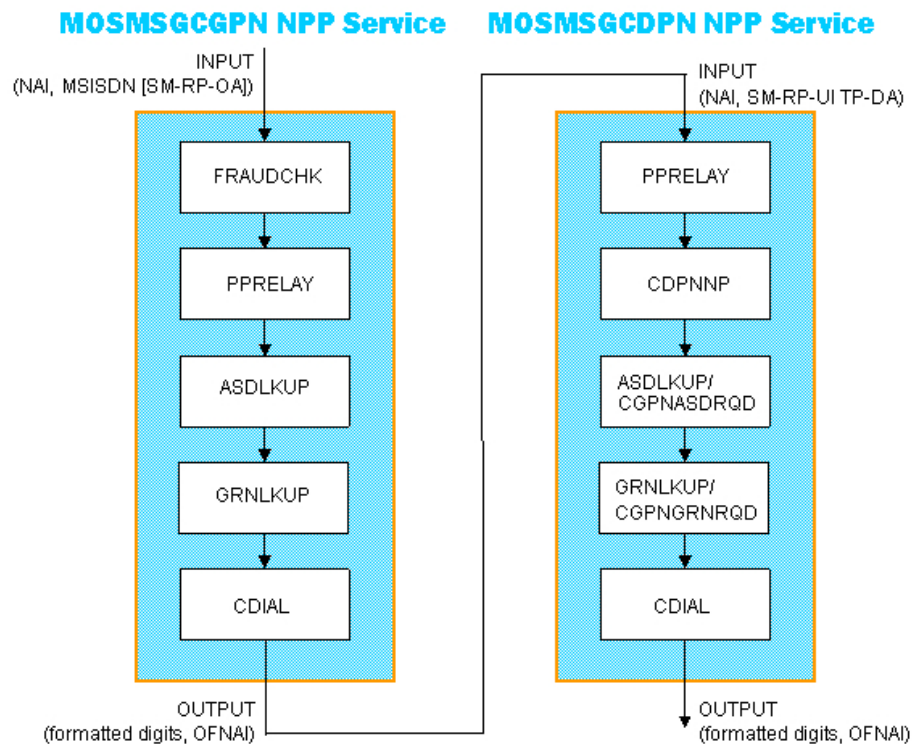 MOSMSGCGPN NPP Service
INPUT
(NAI, MSISDN [SM-RP-OA])
FRAUDCHK
PPRELAY
ASDLKUP
GRNLKUP
CDIAL
OUTPUT
(formatted digits, OFNAI)
MOSMSGCDPN NPP Service
INPUT
(NAI, SM-RP-UI TP-DA)
PPRELAY
CDPNNP
ASDLKUP/
CGPNASDRQD
GRNLKUP/
CGPNGRNRQD
CDIAL
OUTPUT
(formatted digits, OFNAI)